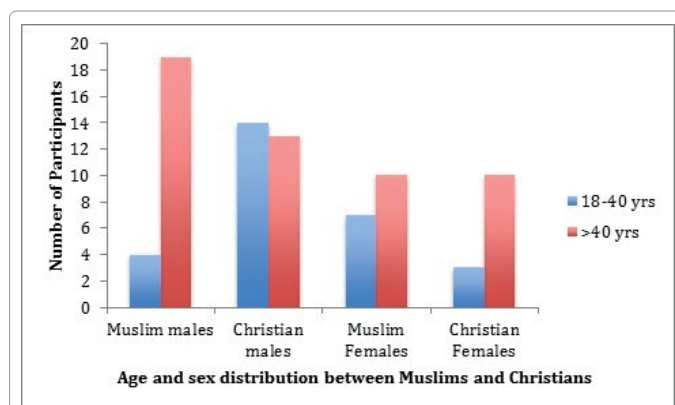 20
18
16
14
12
10
8
6
4
2
0
Number of Participants
Muslim males
Christian
males
Muslim
Females
Christian
Females
18-40 yrs
>40 yrs
Age and sex distribution between Muslims and Christians